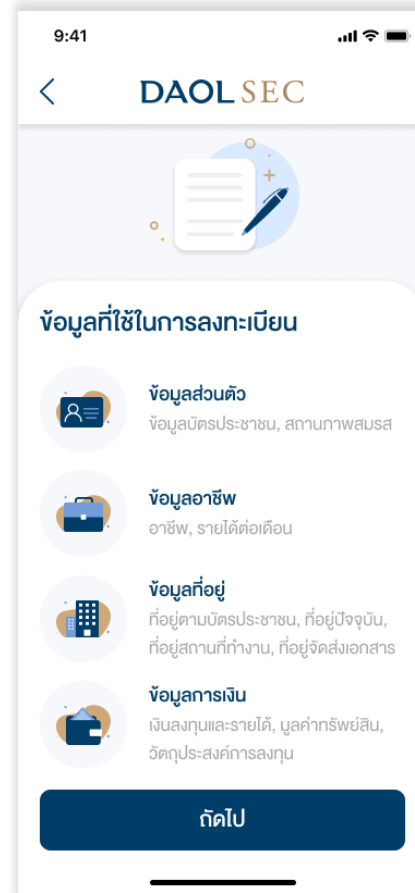 9:41
DAOL SEC
ข้อมูลที่ใช้ในการลงทะเบียน
ข้อมูลส่วนตัว
ข้อมูลบัตรประชาชน, สถานภาพสมรส
ข้อมูลอาชีพ
อาชีพ, รายได้ต่อเดือน
ข้อมูลที่อยู่
ที่อยู่ตามบัตรประชาชน, ที่อยู่ปัจจุบัน,
ที่อยู่สถานที่ทำงาน, ที่อยู่จัดส่งเอกสาร
ข้อมูลการเงิน
เงินลงทุนและรายได้, มูลค่าทรัพย์สิน,
วัตถุประสงค์การลงทุน
ถัดไป